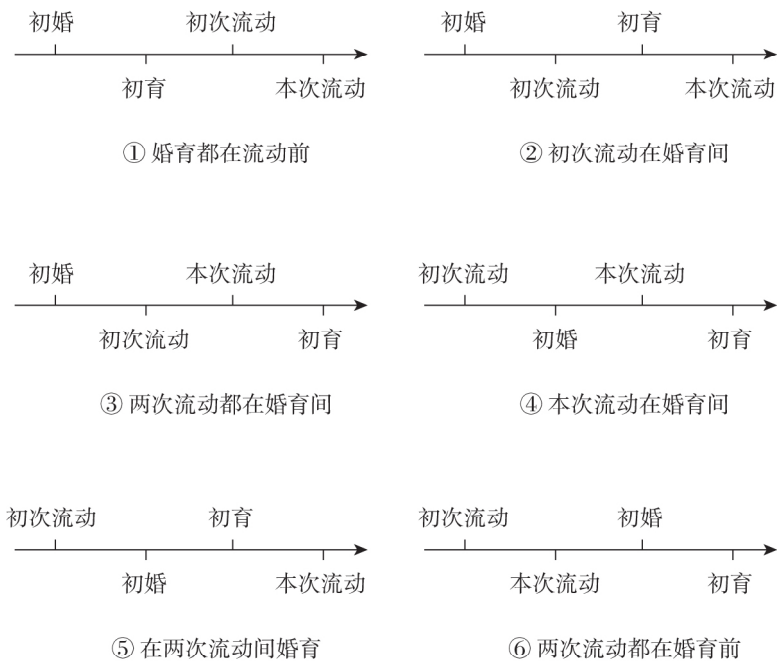 初婚 初次流动
初育 本次流动
① 婚育都在流动前
初婚 初育
初次流动 本次流动
② 初次流动在婚育间
初婚 本次流动
初次流动 初育
③ 两次流动都在婚育间
初次流动 本次流动
初婚 初育
④ 本次流动在婚育间
初次流动 初育
初婚 本次流动
⑤ 在两次流动间婚育
初次流动 初婚
本次流动 初育
⑥ 两次流动都在婚育前